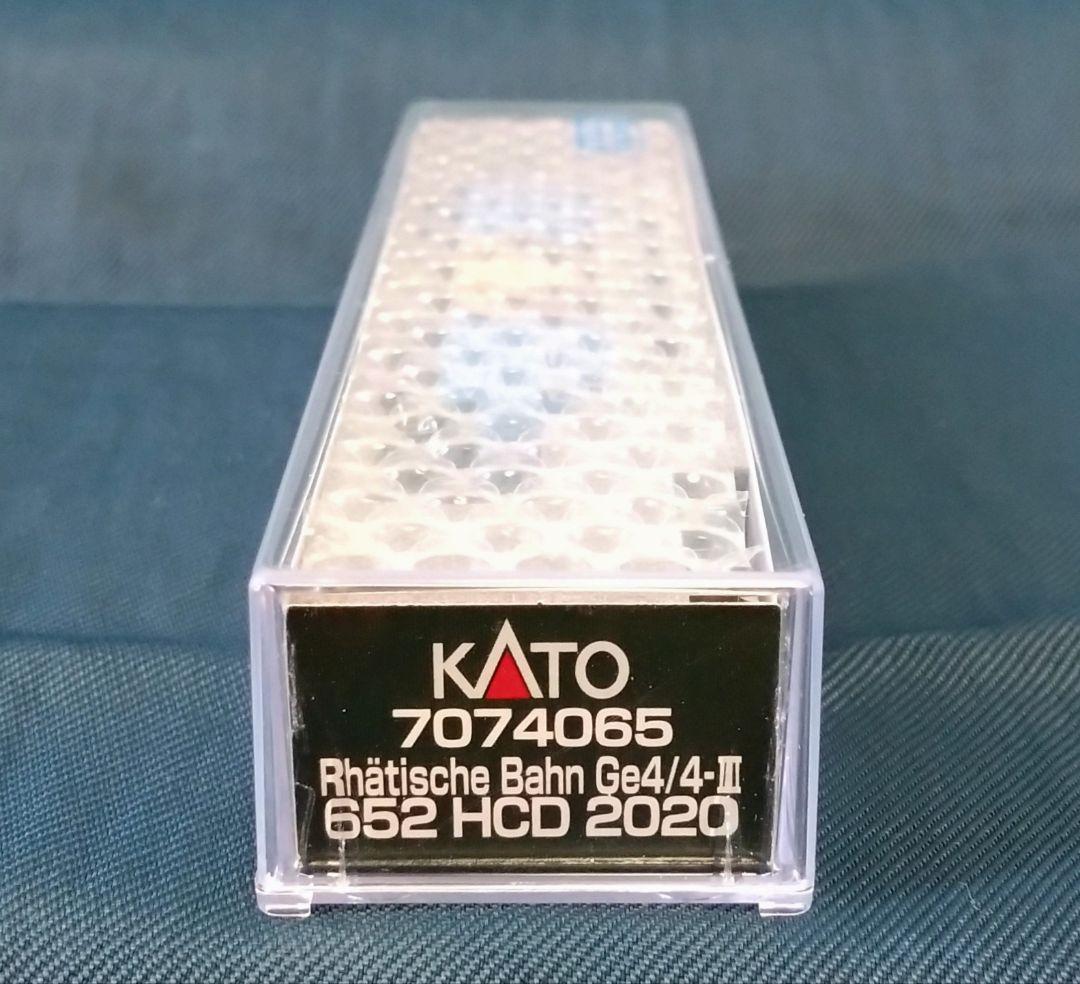 KATO
7074065
Rhätische Bahn Ge4/4-III
652 HCD 2020